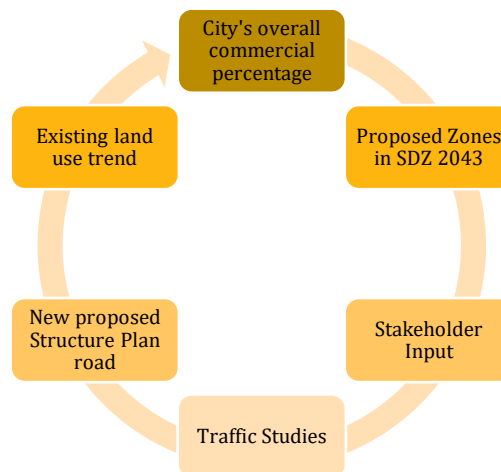 City's overall
commercial
percentage
Proposed Zones
in SDZ 2043
Stakeholder
Input
Traffic Studies
New proposed
Structure Plan
road
Existing land
use trend